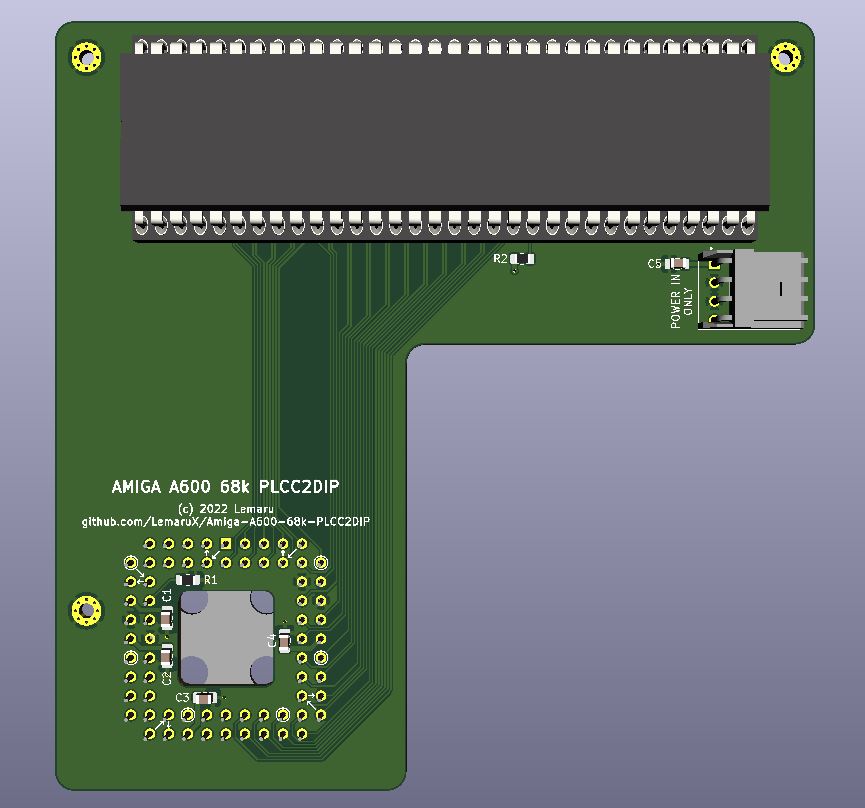 R2
C5
POWER IN
ONLY
AMIGA A600 68k PLCC2DIP
(c) 2022 Lemaru
github.com/LemaruX/Amiga-A600-68k-PLCC2DIP
R1
C1
C4
C2
C3